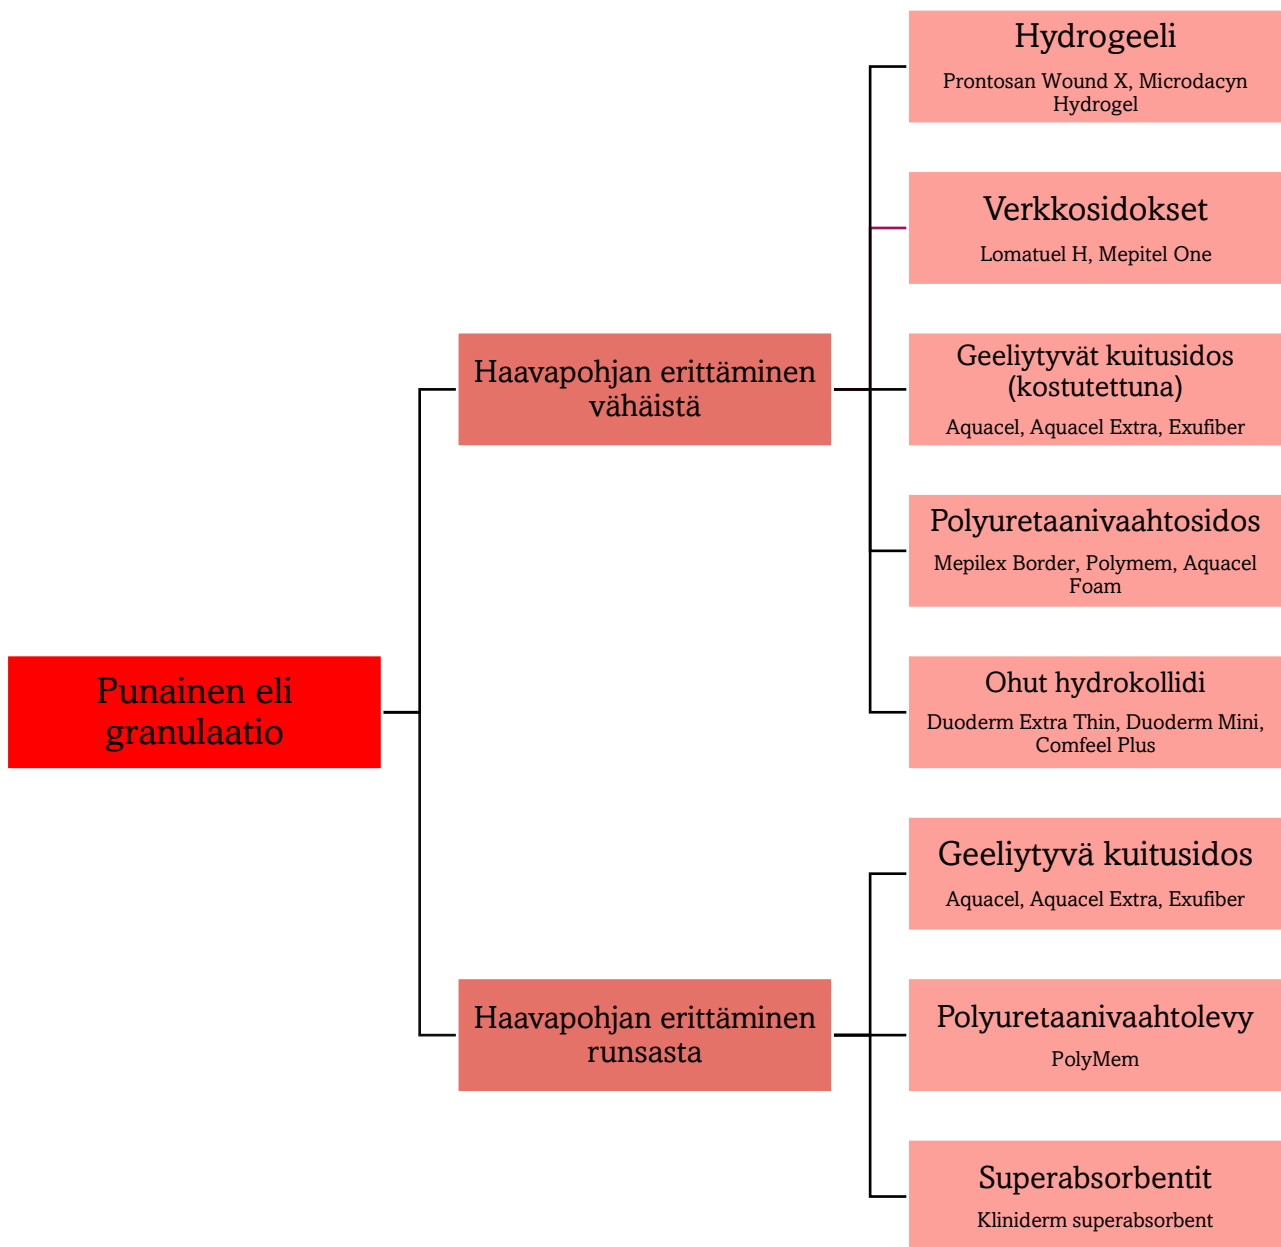 Punainen eli
granulaatio
Haavapohjan erittäminen
vähäistä
Hydrogeeli
Prontosan Wound X, Microdacyn
Hydrogel
Verkkosidokset
Lomatuel H, Mepitel One
Geeliytyvät kuitusidos
(kostutettuna)
Aquacel, Aquacel Extra, Exufiber
Polyuretaanivaahtosidos
Mepilex Border, Polymem, Aquacel
Foam
Ohut hydrokollidi
Duoderm Extra Thin, Duoderm Mini,
Comfeel Plus
Haavapohjan erittäminen
runsasta
Geeliytyvä kuitusidos
Aquacel, Aquacel Extra, Exufiber
Polyuretaanivaahtolevy
PolyMem
Superabsorbentit
Kliniderm superabsorbent